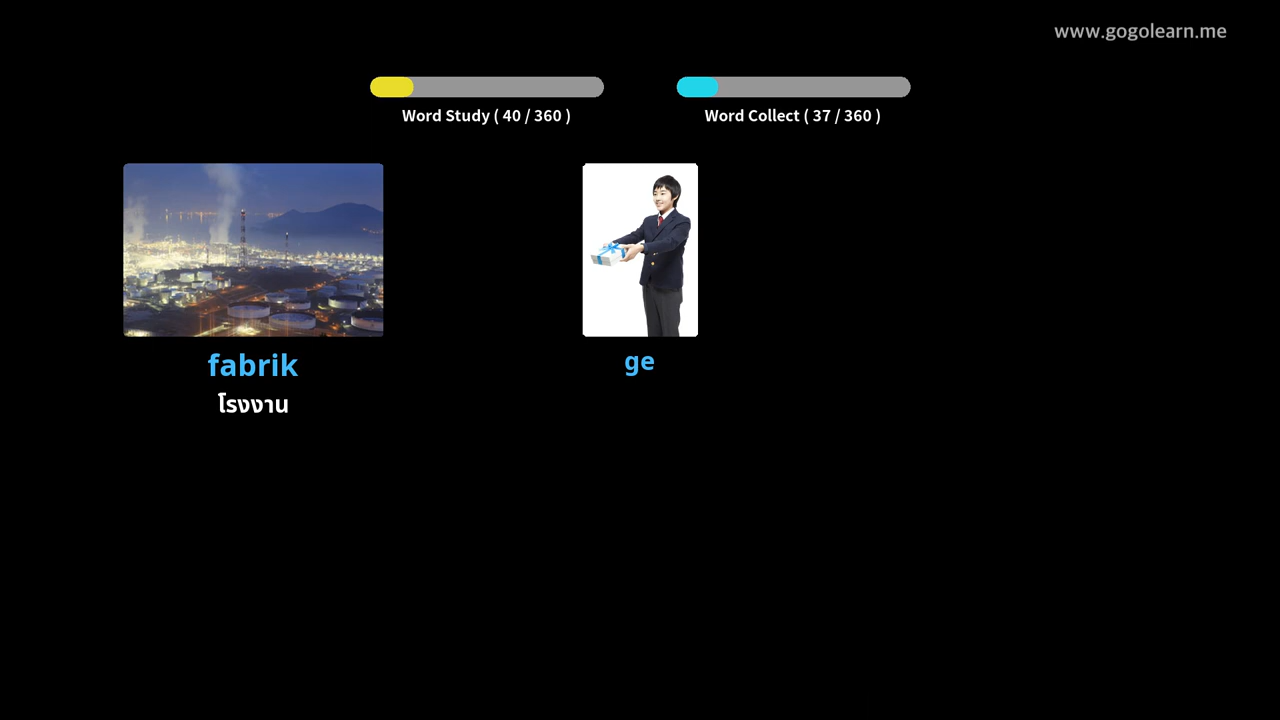 www.gogolearn.me
Word Study ( 40 / 360 )
Word Collect ( 37 / 360 )
fabrik
โรงงาน
ge